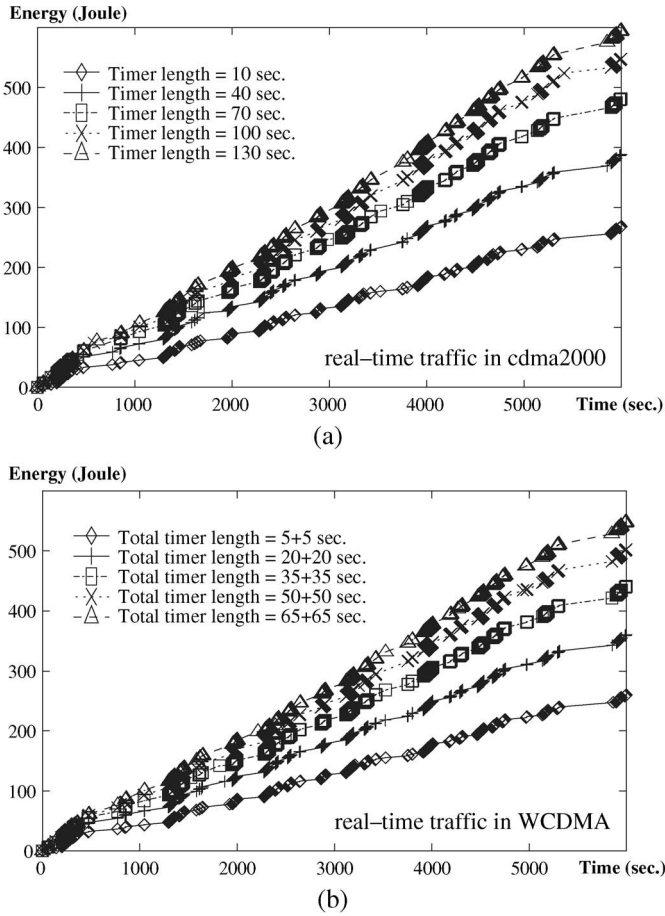 Energy (Joule)
600
500
400
300
200
100
0
Timer length = 10 sec.
Timer length = 40 sec.
Timer length = 70 sec.
Timer length = 100 sec.
Timer length = 130 sec.
real-time traffic in cdma2000
0 1000 2000 3000 4000 5000 Time (sec.)
(a)
Energy (Joule)
500
400
300
200
100
0
Total timer length = 5+5 sec.
Total timer length = 20+20 sec.
Total timer length = 35+35 sec.
Total timer length = 50+50 sec.
Total timer length = 65+65 sec.
real-time traffic in WCDMA
0 1000 2000 3000 4000 5000 Time (sec.)
(b)